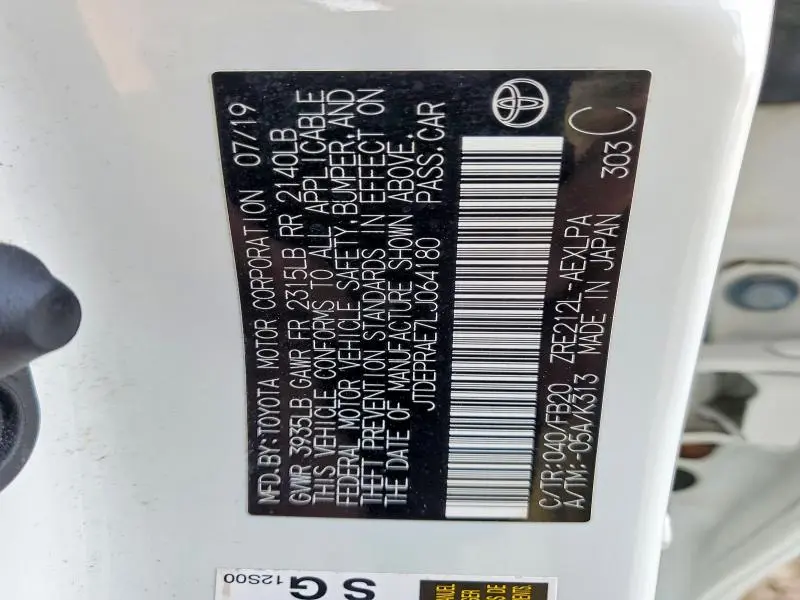 MFD.BY:TOYOTA MOTOR CORPORATION 07/19
GVWR 3935LB GAWR FR 2315LB RR 2140LB
THIS VEHICLE CONFORMS TO ALL APPLICABLE
FEDERAL MOTOR VEHICLE SAFETY,BUMPER,AND
THEFT PREVENTION STANDARDS IN EFFECT ON
THE DATE OF MANUFACTURE SHOWN ABOVE.
JTDEPRAE7LJ064180 PASS.CAR
C/TR:040/FB20 ZRE212L-AEXLPA
A/TM:-05A/K313 MADE IN JAPAN 303 C
12S00
S G